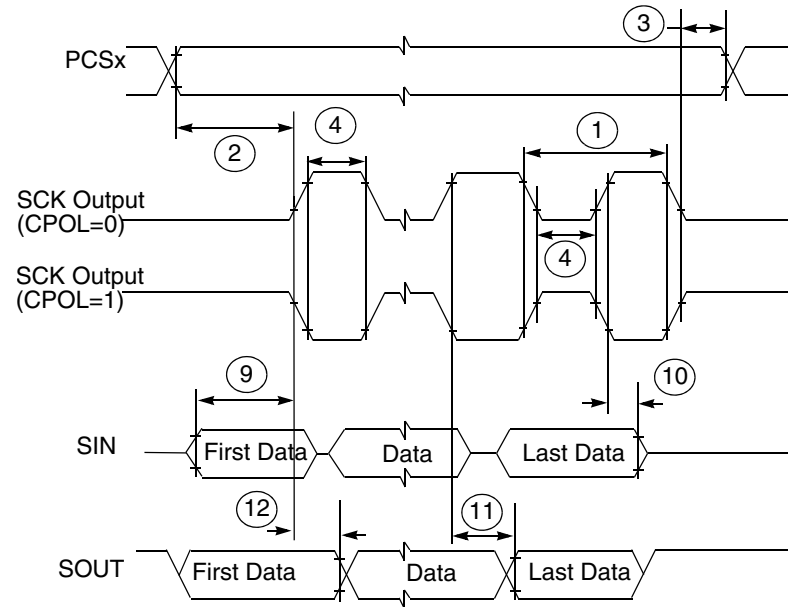 3
PCSx
2
4
1
SCK Output
(CPOL=0)
4
SCK Output
(CPOL=1)
9
10
SIN
First Data
Data
Last Data
12
11
SOUT
First Data
Data
Last Data